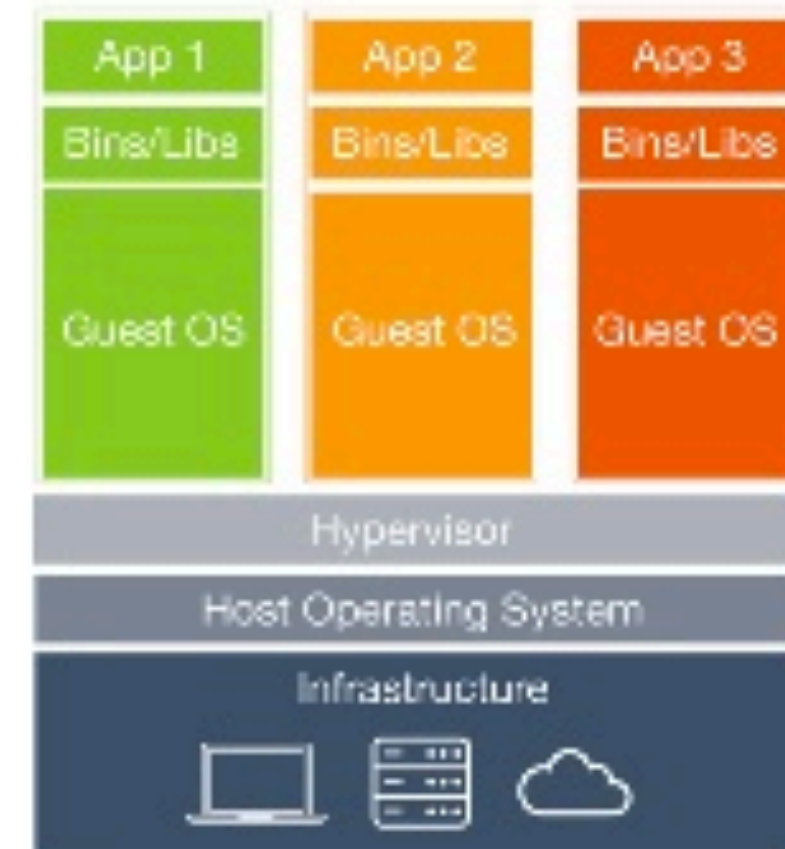 App 1
App 2
App 3
Bins/Libs
Bins/Libs
Bins/Libs
Guest OS
Guest OS
Guest OS
Hypervisor
Host Operating System
Infrastructure